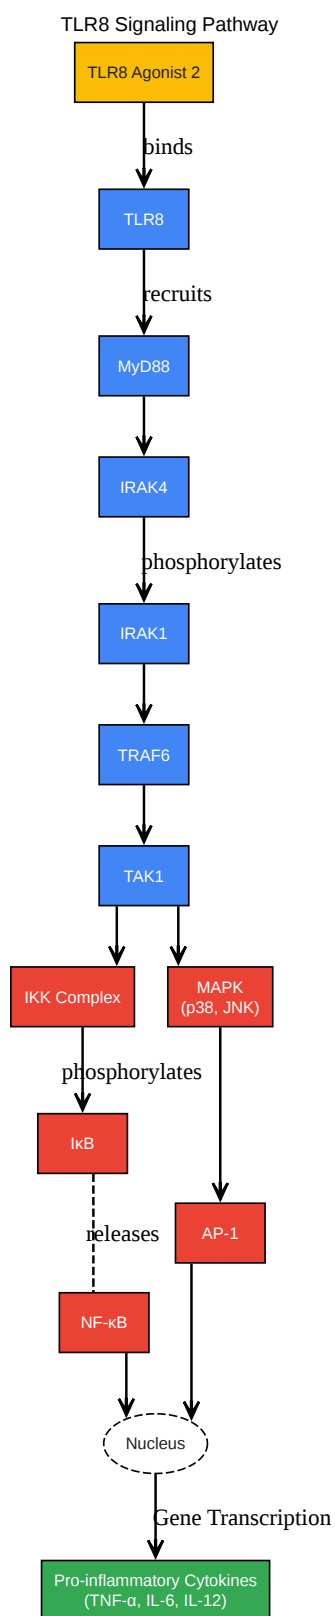 TLR8 Signaling Pathway
TLR8 Agonist 2
binds
TLR8
recruits
MyD88
IRAK4
phosphorylates
IRAK1
TRAF6
TAK1
IKK Complex
MAPK
(p38, JNK)
phosphorylates
IκB
releases
AP-1
NF-κB
Nucleus
Gene Transcription
Pro-inflammatory Cytokines
(TNF-α, IL-6, IL-12)